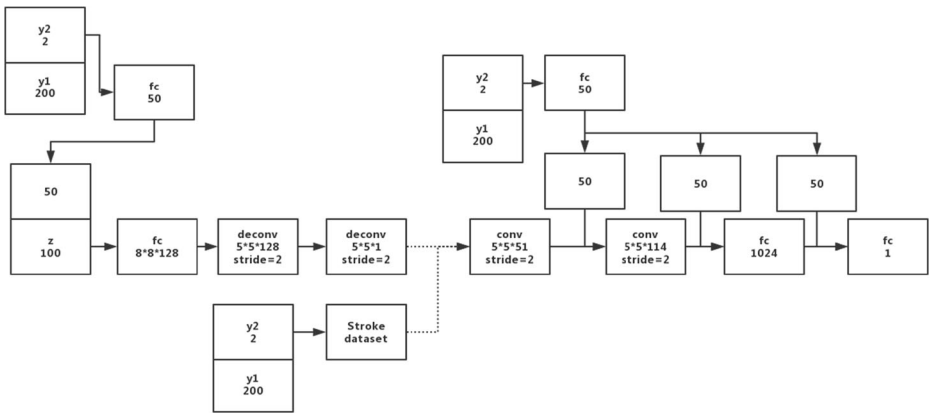 y2
2
y1
200
fc
50
50
z
100
fc
8*8*128
deconv
5*5*128
stride=2
deconv
5*5*1
stride=2
y2
2
y1
200
Stroke
dataset
y2
2
y1
200
fc
50
50
50
50
conv
5*5*51
stride=2
conv
5*5*114
stride=2
fc
1024
fc
1